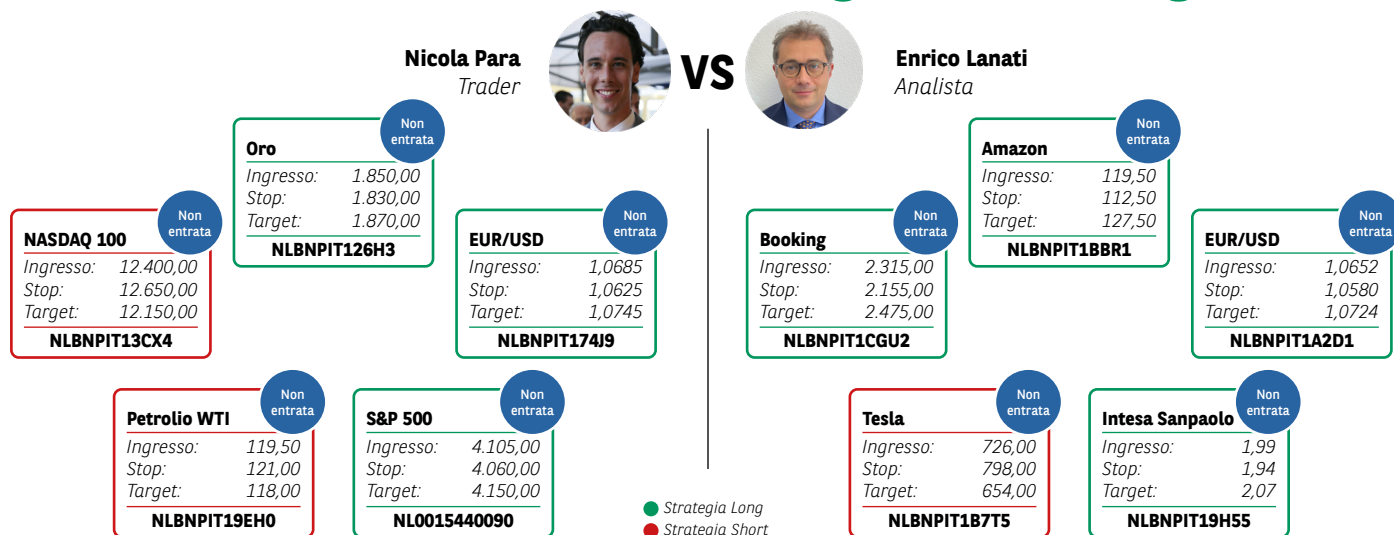 Nicola Para
Trader
VS
Enrico Lanati
Analista
Non
entrata
Oro
Ingresso: 1.850,00
Stop: 1.830,00
Target: 1.870,00
NLBNPIT126H3
Non
entrata
NASDAQ 100
Ingresso: 12.400,00
Stop: 12.650,00
Target: 12.150,00
NLBNPIT13CX4
Non
entrata
EUR/USD
Ingresso: 1,0685
Stop: 1,0625
Target: 1,0745
NLBNPIT174J9
Non
entrata
Petrolio WTI
Ingresso: 119,50
Stop: 121,00
Target: 118,00
NLBNPIT19EH0
Non
entrata
S&P 500
Ingresso: 4.105,00
Stop: 4.060,00
Target: 4.150,00
NL0015440090
Non
entrata
Amazon
Ingresso: 119,50
Stop: 112,50
Target: 127,50
NLBNPIT1BBR1
Non
entrata
Booking
Ingresso: 2.315,00
Stop: 2.155,00
Target: 2.475,00
NLBNPIT1CGU2
Non
entrata
EUR/USD
Ingresso: 1,0652
Stop: 1,0580
Target: 1,0724
NLBNPIT1A2D1
Non
entrata
Tesla
Ingresso: 726,00
Stop: 798,00
Target: 654,00
NLBNPIT1B7T5
Non
entrata
Intesa Sanpaolo
Ingresso: 1,99
Stop: 1,94
Target: 2,07
NLBNPIT19H55
Strategia Long
Strategia Short